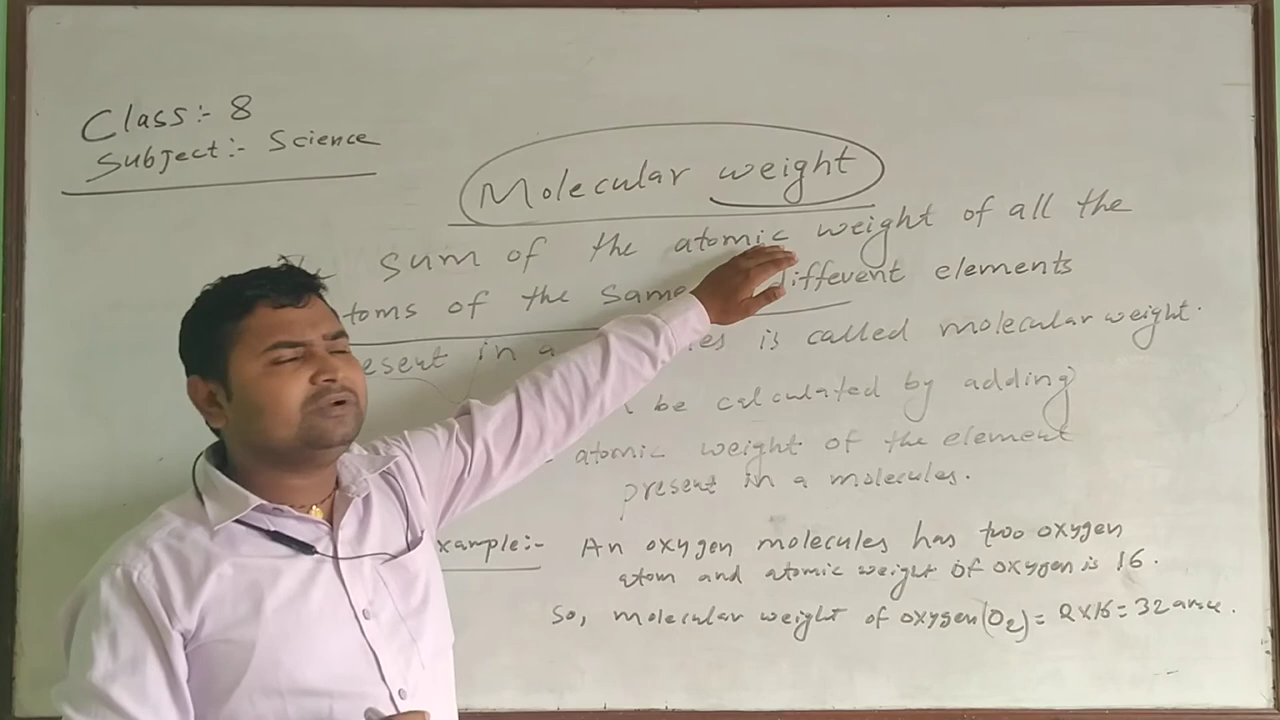 Class:- 8
Subject:- Science
Molecular weight
sum of the atomic weight of all the
toms of the same different elements
esent in a es is called molecular weight.
be calculated by adding
atomic weight of the element
present in a molecules.
xample:- An oxygen molecules has two oxygen
atom and atomic weight of oxygen is 16.
So, molecular weight of oxygen (O₂) = 2×16 = 32 amu.